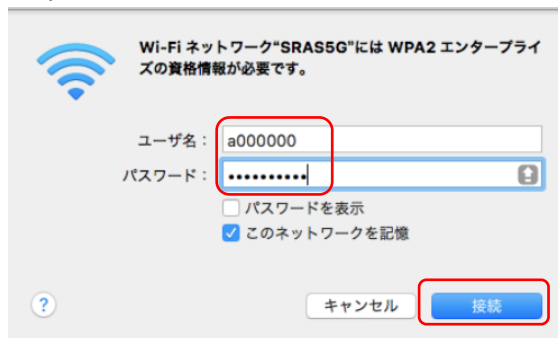 Wi-Fi ネットワーク“SRAS5G”には WPA2 エンタープライ
ズの資格情報が必要です。
ユーザ名： a000000
パスワード： ••••••••••
パスワードを表示
このネットワークを記憶
? キャンセル 接続